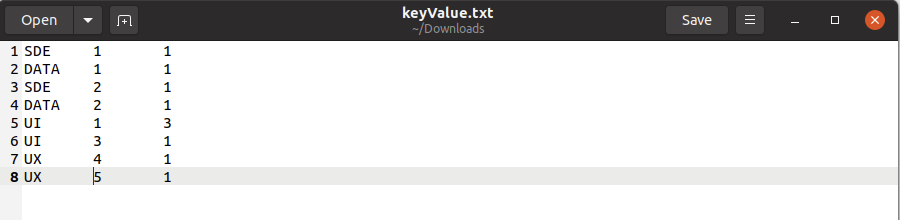 Open keyValue.txt Save
~/Downloads
1 SDE 1 1
2 DATA 1 1
3 SDE 2 1
4 DATA 2 1
5 UI 1 3
6 UI 3 1
7 UX 4 1
8 UX 5 1